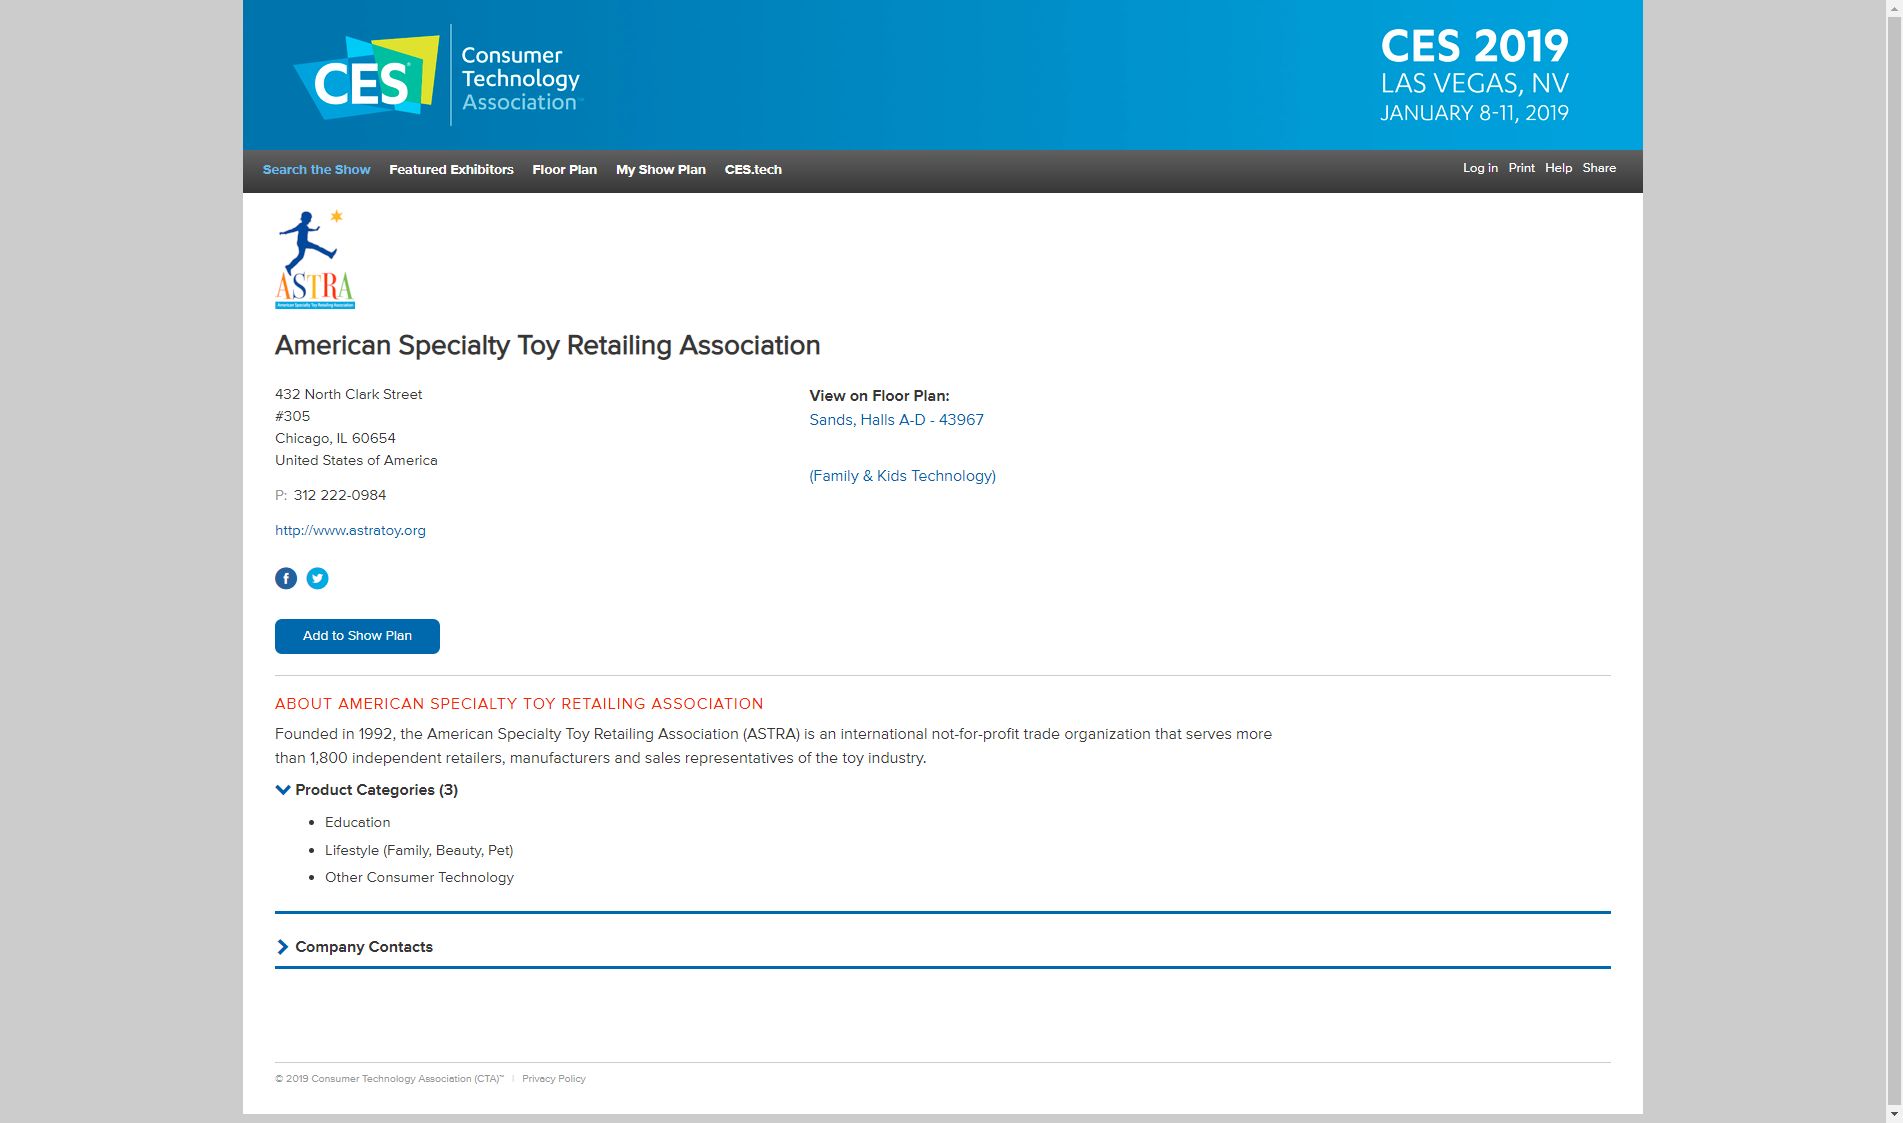 CES
Consumer
Technology
Association™
CES 2019
LAS VEGAS, NV
JANUARY 8-11, 2019
Search the Show Featured Exhibitors Floor Plan My Show Plan CES.tech
Log in Print Help Share
ASTRA
American Specialty Toy Retailing Association
American Specialty Toy Retailing Association
432 North Clark Street
#305
Chicago, IL 60654
United States of America
P: 312 222-0984
http://www.astratoy.org
View on Floor Plan:
Sands, Halls A-D - 43967
(Family & Kids Technology)
Add to Show Plan
ABOUT AMERICAN SPECIALTY TOY RETAILING ASSOCIATION
Founded in 1992, the American Specialty Toy Retailing Association (ASTRA) is an international not-for-profit trade organization that serves more
than 1,800 independent retailers, manufacturers and sales representatives of the toy industry.
Product Categories (3)
• Education
• Lifestyle (Family, Beauty, Pet)
• Other Consumer Technology
Company Contacts
© 2019 Consumer Technology Association (CTA)™ | Privacy Policy